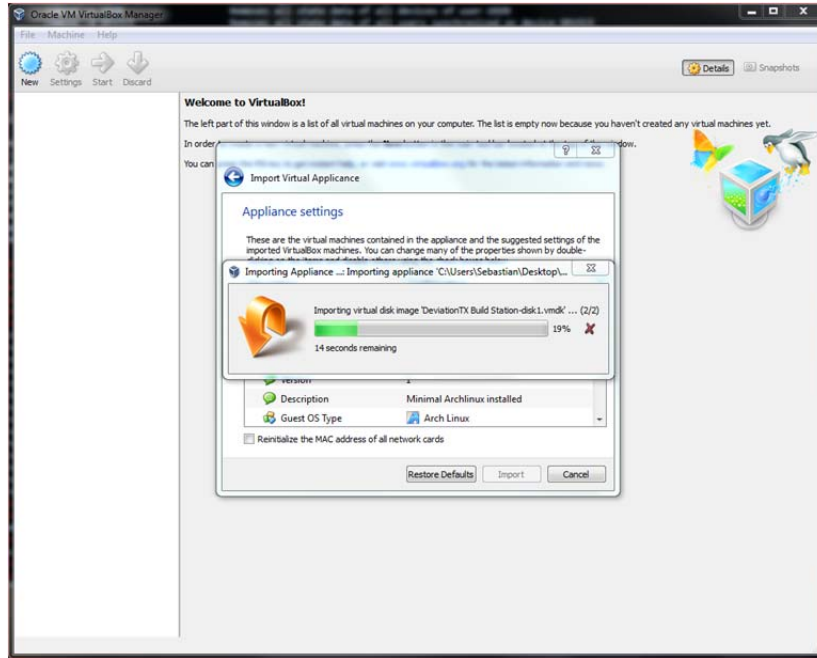 Oracle VM VirtualBox Manager
File Machine Help
New Settings Start Discard
Details Snapshots
Welcome to VirtualBox!
The left part of this window is a list of all virtual machines on your computer. The list is empty now because you haven't created any virtual machines yet.
In order
dow.
You can
Import Virtual Applicance
Appliance settings
These are the virtual machines contained in the appliance and the suggested settings of the
imported VirtualBox machines. You can change many of the properties shown by double-
Importing Appliance ...: Importing appliance 'C:\Users\Sebastian\Desktop\...
Importing virtual disk image 'DeviationTX Build Station-disk1.vmdk' ... (2/2)
19%
14 seconds remaining
Version
Description Minimal Archlinux installed
Guest OS Type Arch Linux
Reinitialize the MAC address of all network cards
Restore Defaults Import Cancel